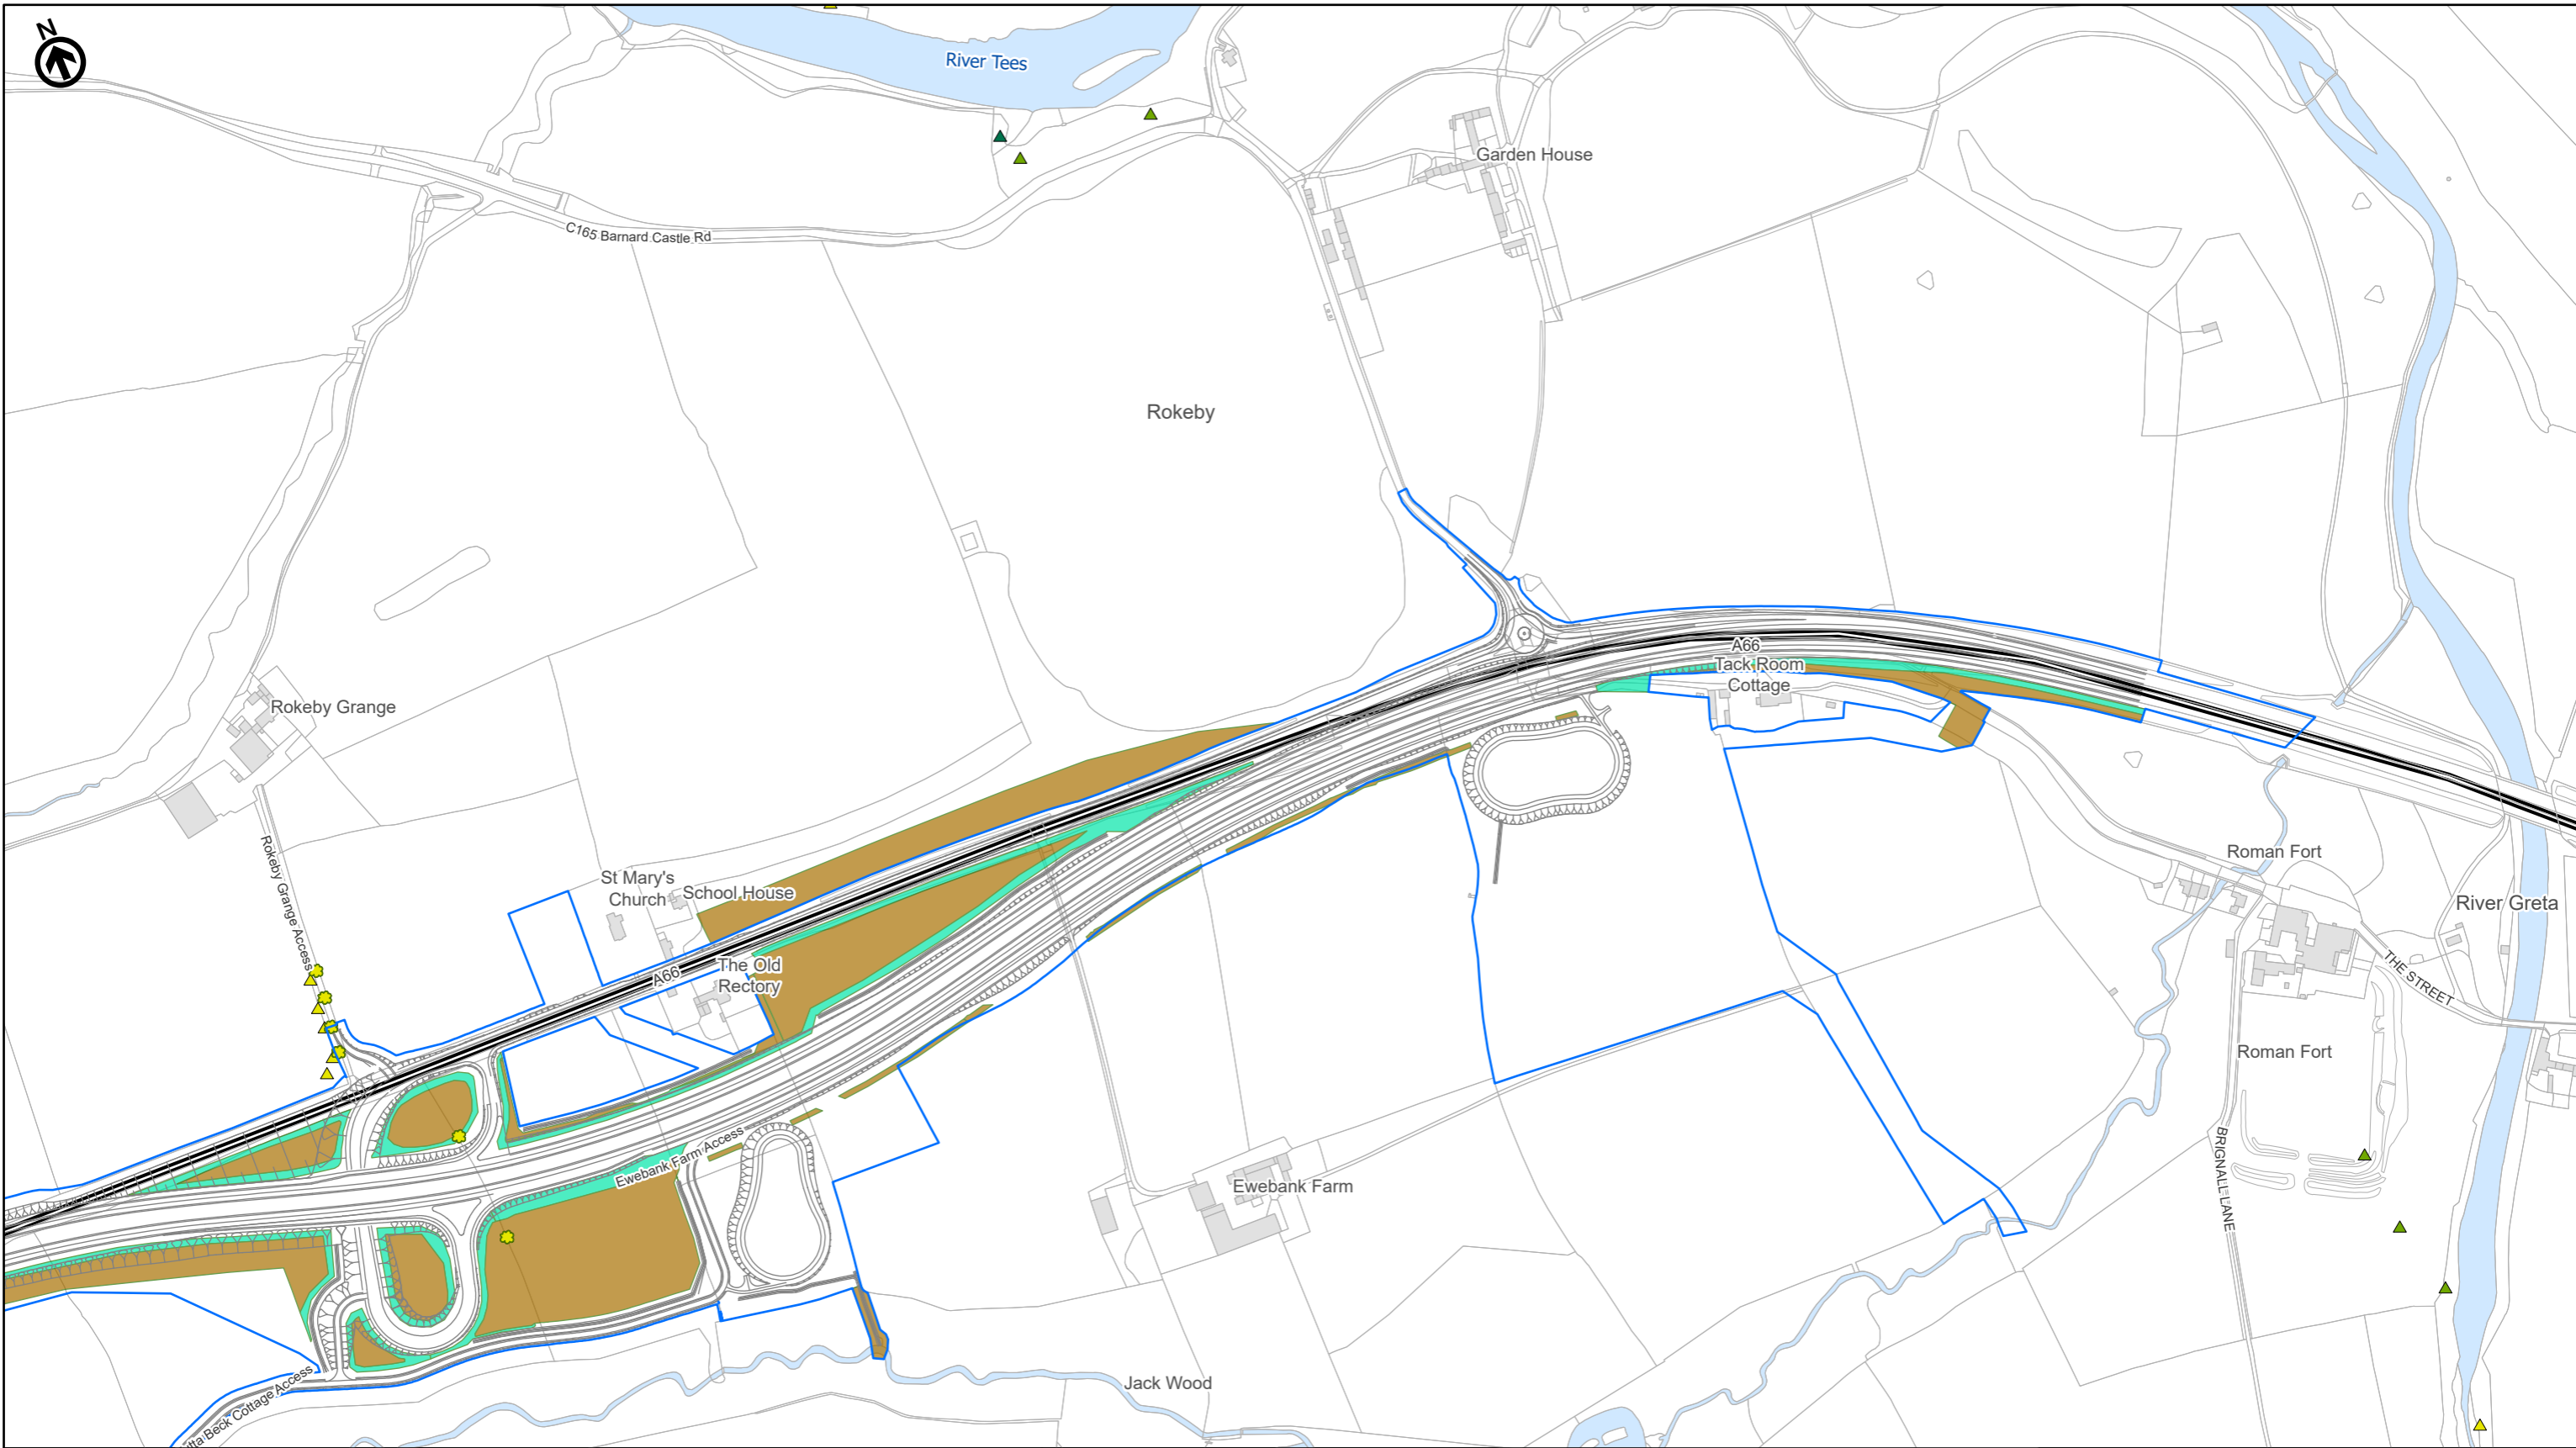 N
River Tees
Garden House
C165 Barnard Castle Rd
Rokeby
A66
Tack Room
Cottage
Rokeby Grange
Rokeby Grange Access
St Mary's
Church
School House
The Old
Rectory
A66
Roman Fort
River Greta
THE STREET
Roman Fort
BRIGNALL LANE
Ewebank Farm Access
Ewebank Farm
Jack Wood
Beck Cottage Access